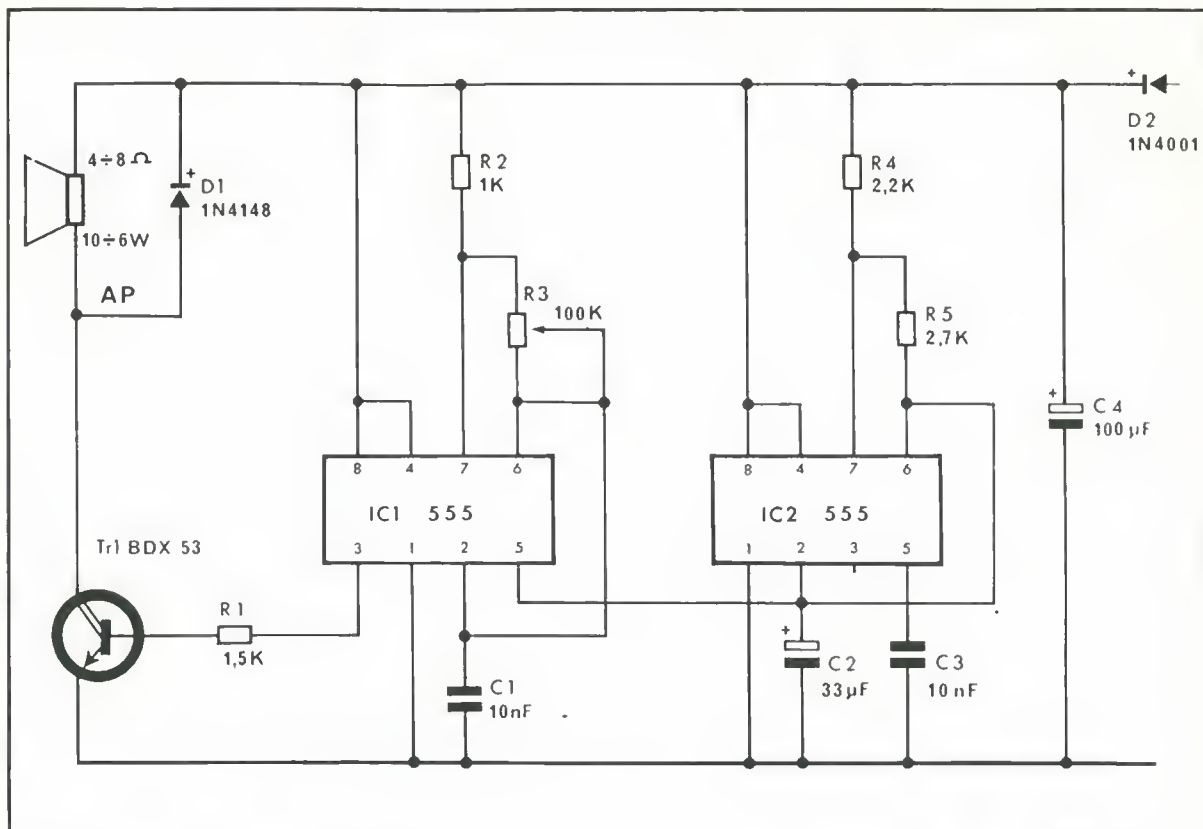 4÷8 Ω
10÷6W
AP
+
D1
1N4148
R2
1K
R3
100K
R4
2,2K
R5
2,7K
+
D2
1N4001
+
C4
100 µF
8 4 7 6
IC1 555
3 1 2 5
8 4 7 6
IC2 555
1 2 3 5
Tr1 BDX 53
R1
1,5K
C1
10nF
+
C2
33µF
C3
10nF